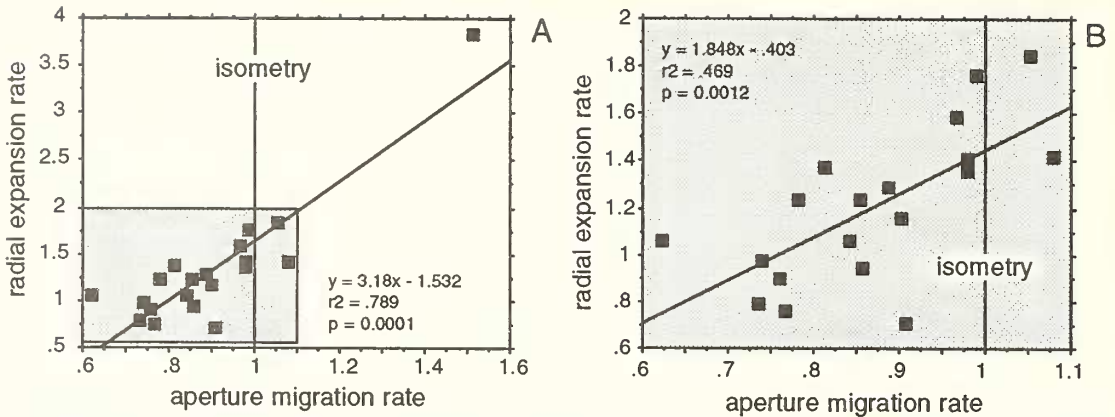 A
4
3.5
3
2.5
2
1.5
1
.5
radial expansion rate
isometry
y = 3.18x - 1.532
r2 = .789
p = 0.0001
.6 .8 1 1.2 1.4 1.6
aperture migration rate
B
2
1.8
1.6
1.4
1.2
1
.8
.6
radial expansion rate
y = 1.848x - .403
r2 = .469
p = 0.0012
isometry
.6 .7 .8 .9 1 1.1
aperture migration rate